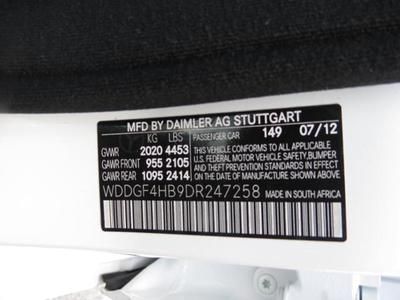 MFD BY DAIMLER AG STUTTGART
KG LBS PASSENGER CAR 149 07/12
GVWR 2020 4453
GAWR FRONT 955 2105
GAWR REAR 1095 2414
THIS VEHICLE CONFORMS TO ALL APPLICABLE
U.S. FEDERAL MOTOR VEHICLE SAFETY, BUMPER
AND THEFT PREVENTION STANDARDS IN EFFECT
ON THE DATE OF MANUFACTURE SHOWN ABOVE.
WDDGF4HB9DR247258 MADE IN SOUTH AFRICA